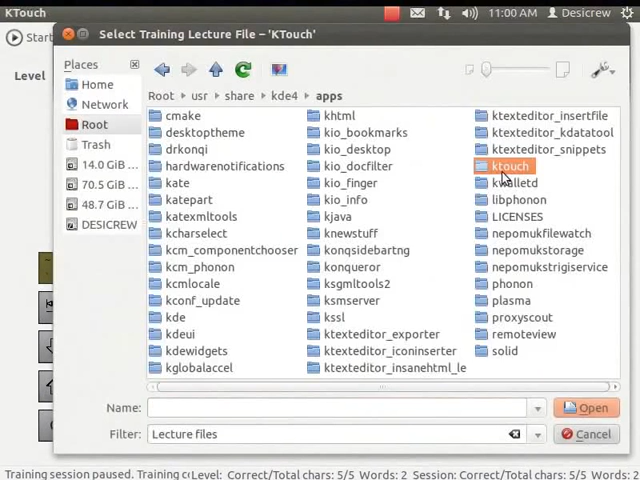 KTouch
11:00 AM
Desicrew
Start
Select Training Lecture File – 'KTouch'
Level
Places
Home
Network
Root
Trash
14.0 GiB ...
70.5 GiB ...
48.7 GiB ...
DESICREW
Root > usr > share > kde4 > apps
cmake
desktoptheme
drkonqi
hardwarenotifications
kate
katepart
katexmltools
kcharselect
kcm_componentchooser
kcm_phonon
kcmlocale
kconf_update
kde
kdeui
kdewidgets
kglobalaccel
khtml
kio_bookmarks
kio_desktop
kio_docfilter
kio_finger
kio_info
kjava
knewstuff
konqsidebartng
konqueror
ksgmltools2
ksmserver
kssl
ktexteditor_exporter
ktexteditor_iconinserter
ktexteditor_insanehtml_le
ktexteditor_insertfile
ktexteditor_kdatatool
ktexteditor_snippets
ktouch
kwalletd
libphonon
LICENSES
nepomukfilewatch
nepomukstorage
nepomukstrigiservice
phonon
plasma
proxyscout
remoteview
solid
Name:
Open
Filter: Lecture files
Cancel
Training session paused. Training co Level: Correct/Total chars: 5/5 Words: 2 Session: Correct/Total chars: 5/5 Words: 2